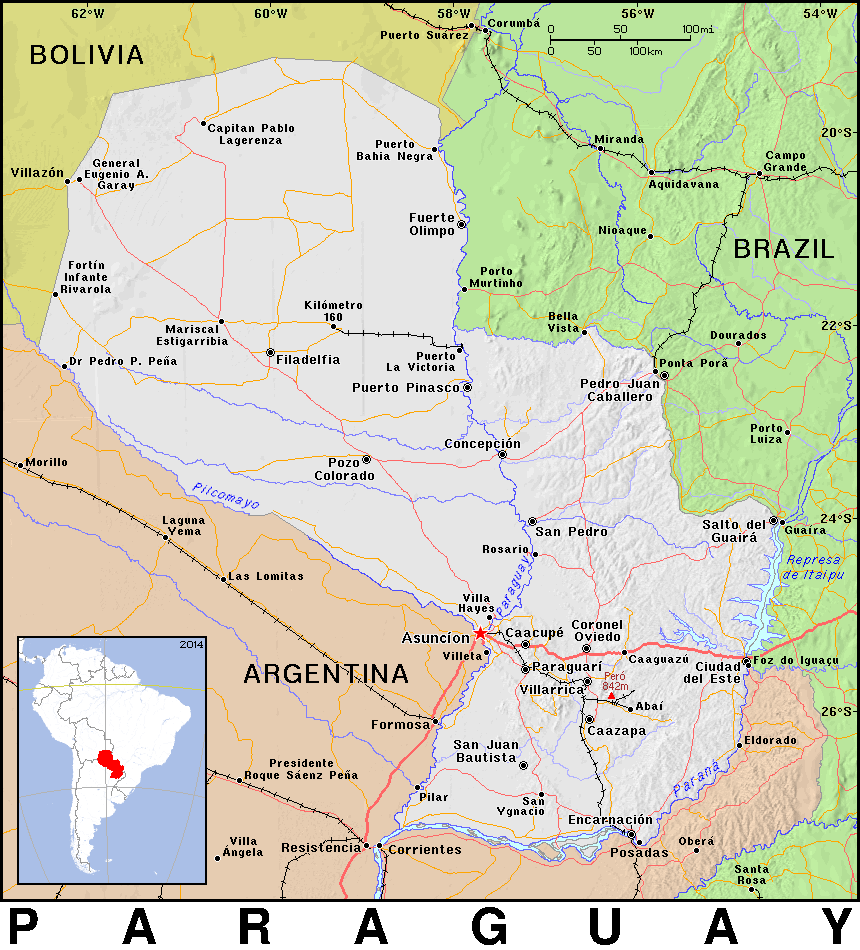 62°W
60°W
58°W
56°W
54°W
BOLIVIA
Puerto Suárez
Corumbá
0 50 100mi
0 50 100km
Capitan Pablo
Lagerenza
Puerto
Bahia Negra
Miranda
20°S
Campo
Grande
Villazón
General
Eugenio A.
Garay
Aquidavana
Fuerte
Olimpo
Nioaque
BRAZIL
Fortín
Infante
Rivarola
Porto
Murtinho
Kilómetro
160
Bella
Vista
22°S
Mariscal
Estigarribia
Dourados
Dr Pedro P. Peña
Filadelfia
Puerto
La Victoria
Ponta Porá
Puerto Pinasco
Pedro Juan
Caballero
Porto
Luiza
Concepción
Morillo
Pozo
Colorado
Pilcomayo
Laguna
Yema
San Pedro
Salto del
Guairá
24°S
Guaíra
Rosario
Represa
de Itaipu
Las Lomitas
Villa
Hayes
Paraguay
2014
Asuncíon
Caacupé
Coronel
Oviedo
Villeta
Caaguazú
Ciudad
del Este
Foz do Iguaçu
ARGENTINA
Paraguarí
Villarrica
Peró
842m
Abaí
26°S
Formosa
Caazapa
San Juan
Bautista
Eldorado
Presidente
Roque Sáenz Peña
Paraná
Pilar
San
Ygnacio
Encarnación
Villa
Ángela
Resistencia
Corrientes
Posadas
Oberá
Santa
Rosa
PARAGUAY